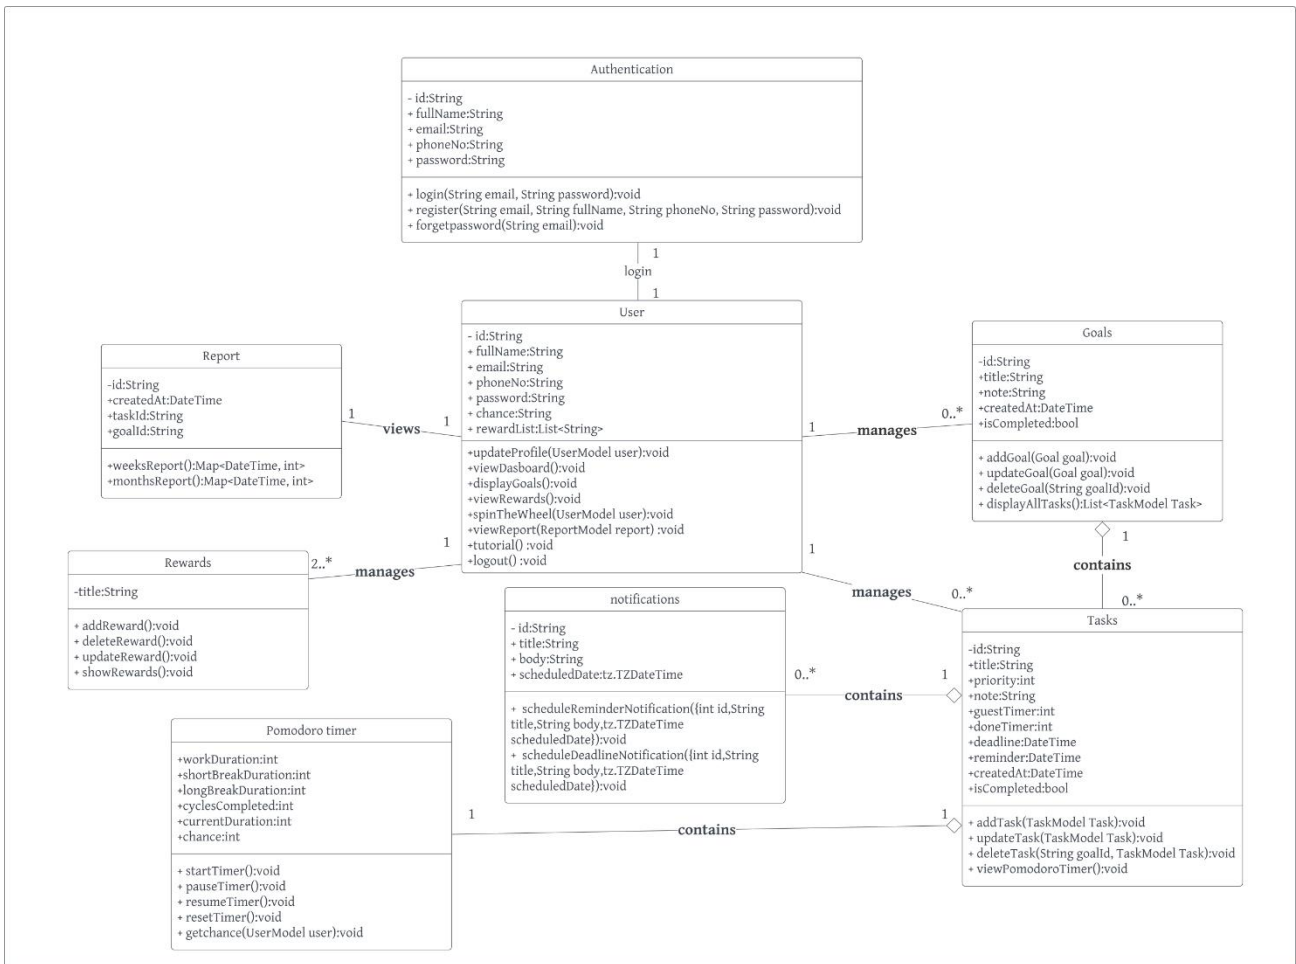 Authentication
- id:String
+ fullName:String
+ email:String
+ phoneNo:String
+ password:String
+ login(String email, String password):void
+ register(String email, String fullName, String phoneNo, String password):void
+ forgetpassword(String email):void
1
login
1
User
- id:String
+ fullName:String
+ email:String
+ phoneNo:String
+ password:String
+ chance:String
+ rewardList:List<String>
+updateProfile(UserModel user):void
+viewDasboard():void
+displayGoals():void
+viewRewards():void
+spinTheWheel(UserModel user):void
+viewReport(ReportModel report) :void
+tutorial() :void
+logout() :void
Report
-id:String
+createdAt:DateTime
+taskId:String
+goalId:String
+weeksReport():Map<DateTime, int>
+monthsReport():Map<DateTime, int>
1
views
1
Goals
-id:String
+title:String
+note:String
+createdAt:DateTime
+isCompleted:bool
+ addGoal(Goal goal):void
+ updateGoal(Goal goal):void
+ deleteGoal(String goalId):void
+ displayAllTasks():List<TaskModel Task>
1
manages
0..*
Rewards
-title:String
+ addReward():void
+ deleteReward():void
+ updateReward():void
+ showRewards():void
2..*
manages
1
1
manages
0..*
1
contains
0..*
notifications
- id:String
+ title:String
+ body:String
+ scheduledDate:tz.TZDateTime
+ scheduleReminderNotification({int id,String
title,String body,tz.TZDateTime
scheduledDate}):void
+ scheduleDeadlineNotification({int id,String
title,String body,tz.TZDateTime
scheduledDate}):void
0..*
contains
1
Tasks
-id:String
+title:String
+priority:int
+note:String
+guestTimer:int
+doneTimer:int
+deadline:DateTime
+reminder:DateTime
+createdAt:DateTime
+isCompleted:bool
+ addTask(TaskModel Task):void
+ updateTask(TaskModel Task):void
+ deleteTask(String goalId, TaskModel Task):void
+ viewPomodoroTimer():void
Pomodoro timer
+workDuration:int
+shortBreakDuration:int
+longBreakDuration:int
+cyclesCompleted:int
+currentDuration:int
+chance:int
+ startTimer():void
+ pauseTimer():void
+ resumeTimer():void
+ resetTimer():void
+ getchance(UserModel user):void
1
contains
1